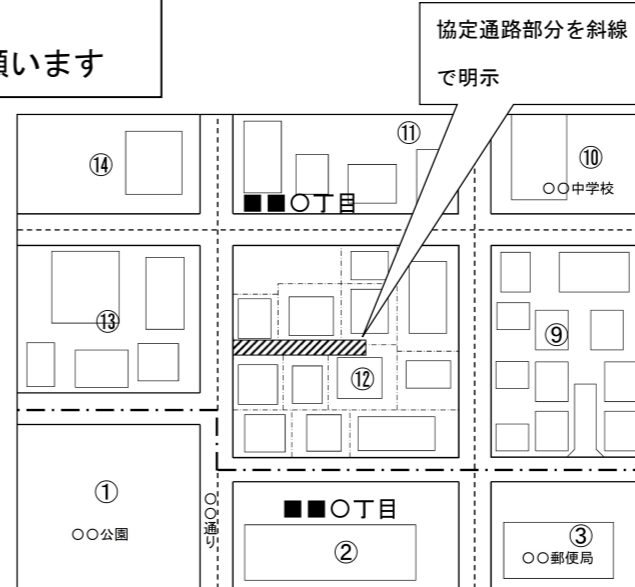 願います
協定通路部分を斜線
で明示
⑭
⑪
⑩
○○中学校
■■○丁目
⑬
⑨
⑫
①
○○公園
○○通り
■■○丁目
②
③
○○郵便局